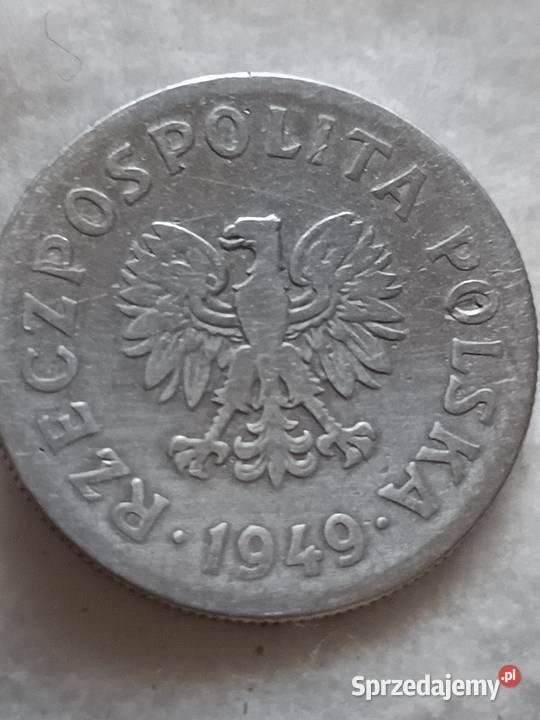 RZECZPOSPOLITA POLSKA
· 1949 ·
Sprzedajemy.pl